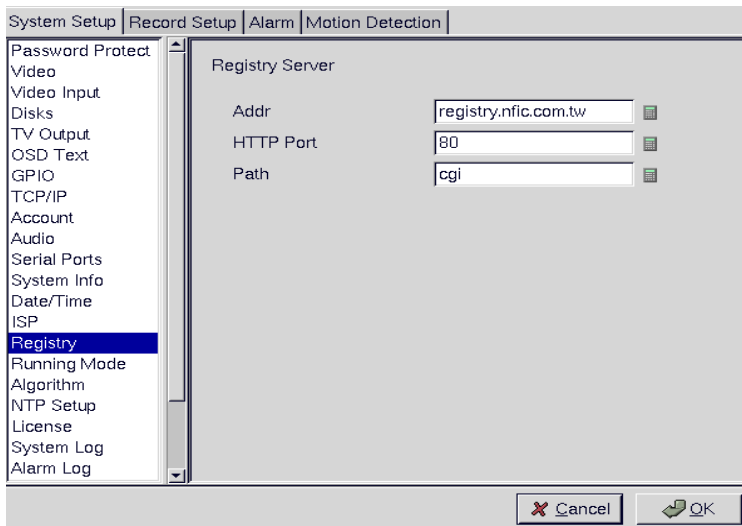 System Setup Record Setup Alarm Motion Detection
Password Protect
Video
Video Input
Disks
TV Output
OSD Text
GPIO
TCP/IP
Account
Audio
Serial Ports
System Info
Date/Time
ISP
Registry
Running Mode
Algorithm
NTP Setup
License
System Log
Alarm Log
Registry Server
Addr registry.nfic.com.tw
HTTP Port 80
Path cgi
Cancel OK